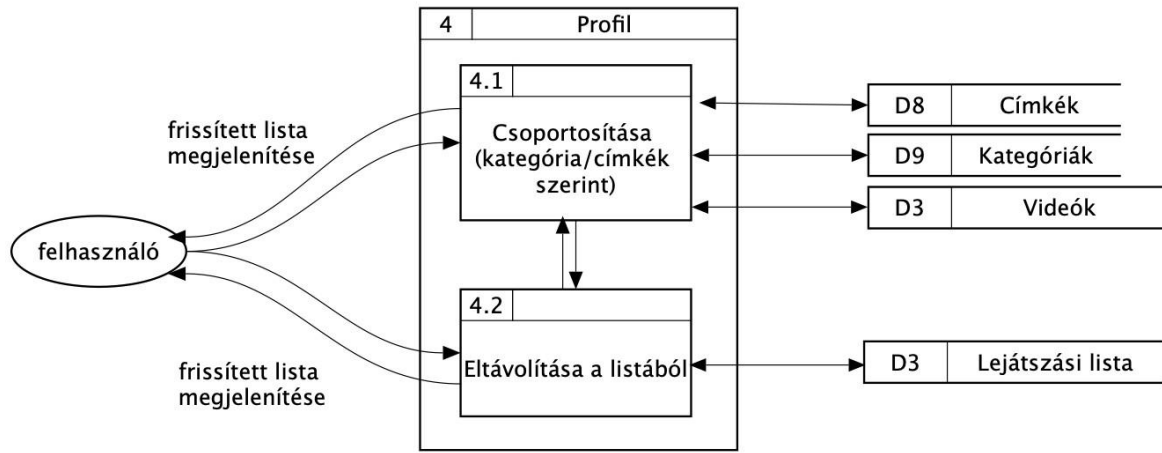 4 Profil
4.1
Csoportosítása
(kategória/címkék
szerint)
frissített lista
megjelenítése
felhasználó
D8 Címkék
D9 Kategóriák
D3 Videók
4.2
Eltávolítása a listából
frissített lista
megjelenítése
D3 Lejátszási lista